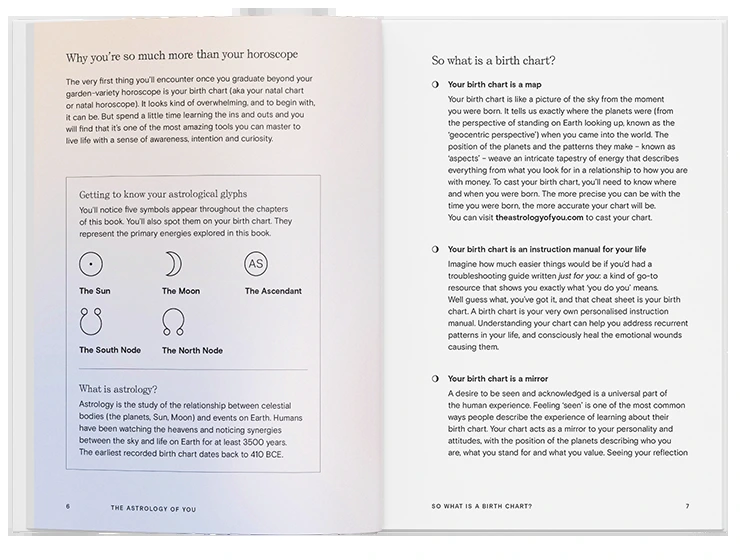 Why you're so much more than your horoscope
The very first thing you'll encounter once you graduate beyond your
garden-variety horoscope is your birth chart (aka your natal chart
or natal horoscope). It looks kind of overwhelming, and to begin with,
it can be. But spend a little time learning the ins and outs and you
will find that it's one of the most amazing tools you can master to
live life with a sense of awareness, intention and curiosity.
Getting to know your astrological glyphs
You'll notice five symbols appear throughout the chapters
of this book. You'll also spot them on your birth chart. They
represent the primary energies explored in this book.
AS
The Sun The Moon The Ascendant
The South Node The North Node
What is astrology?
Astrology is the study of the relationship between celestial
bodies (the planets, Sun, Moon) and events on Earth. Humans
have been watching the heavens and noticing synergies
between the sky and life on Earth for at least 3500 years.
The earliest recorded birth chart dates back to 410 BCE.
6 THE ASTROLOGY OF YOU
So what is a birth chart?
Your birth chart is a map
Your birth chart is like a picture of the sky from the moment
you were born. It tells us exactly where the planets were (from
the perspective of standing on Earth looking up, known as the
'geocentric perspective') when you came into the world. The
position of the planets and the patterns they make – known as
'aspects' – weave an intricate tapestry of energy that describes
everything from what you look for in a relationship to how you are
with money. To cast your birth chart, you'll need to know where
and when you were born. The more precise you can be with the
time you were born, the more accurate your chart will be.
You can visit theastrologyofyou.com to cast your chart.
Your birth chart is an instruction manual for your life
Imagine how much easier things would be if you'd had a
troubleshooting guide written just for you: a kind of go-to
resource that shows you exactly what 'you do you' means.
Well guess what, you've got it, and that cheat sheet is your birth
chart. A birth chart is your very own personalised instruction
manual. Understanding your chart can help you address recurrent
patterns in your life, and consciously heal the emotional wounds
causing them.
Your birth chart is a mirror
A desire to be seen and acknowledged is a universal part of
the human experience. Feeling 'seen' is one of the most common
ways people describe the experience of learning about their
birth chart. Your chart acts as a mirror to your personality and
attitudes, with the position of the planets describing who you
are, what you stand for and what you value. Seeing your reflection
SO WHAT IS A BIRTH CHART? 7